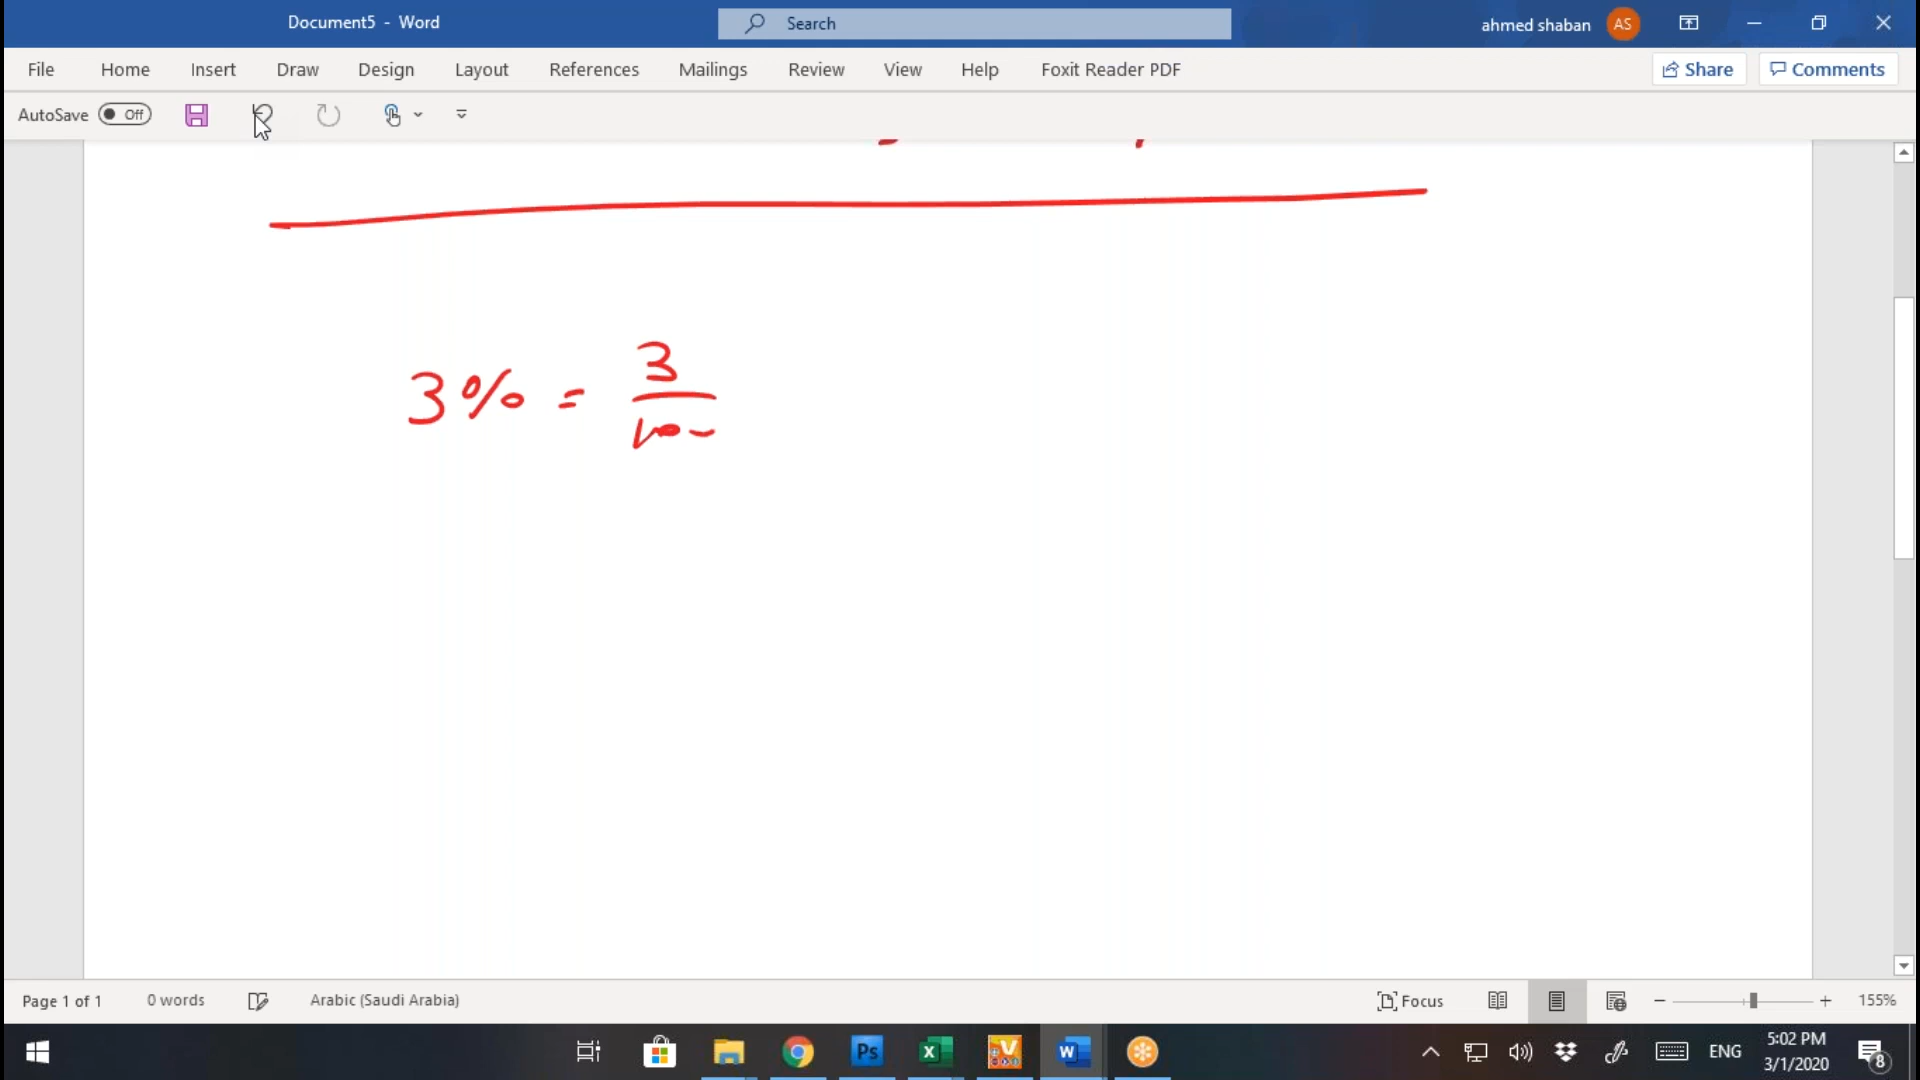 Document5 - Word
Search
ahmed shaban AS
File Home Insert Draw Design Layout References Mailings Review View Help Foxit Reader PDF Share Comments
AutoSave Off
3% = 3
100
Page 1 of 1 0 words Arabic (Saudi Arabia) Focus 155%
Ps X W ENG 5:02 PM
3/1/2020 8